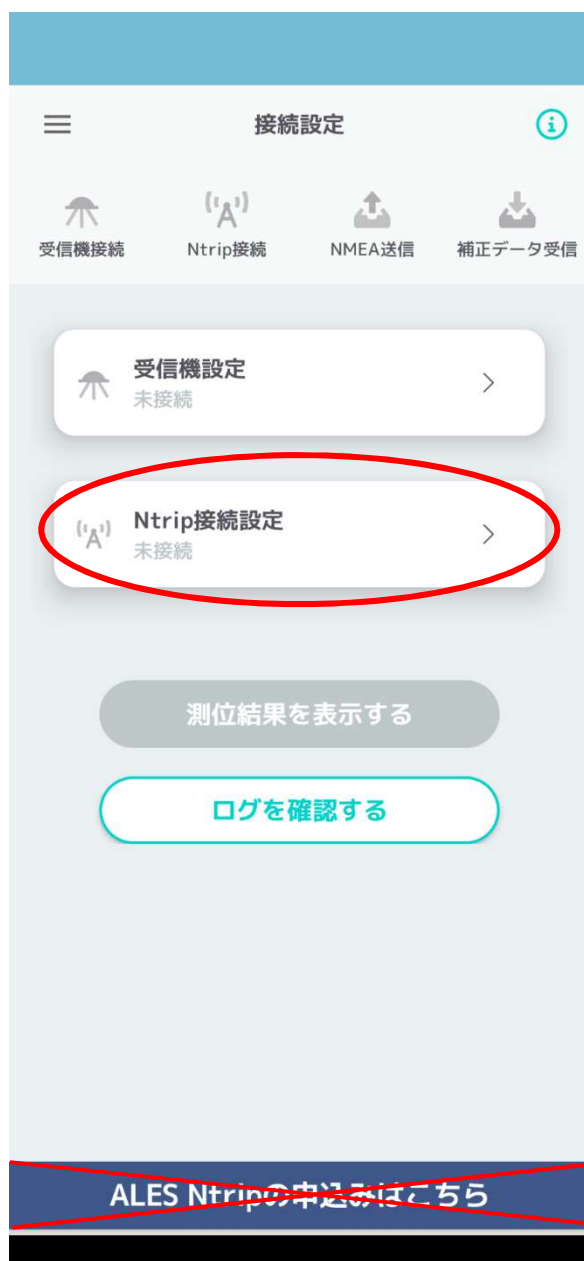 接続設定
受信機接続 Ntrip接続 NMEA送信 補正データ受信
受信機設定
未接続
Ntrip接続設定
未接続
測位結果を表示する
ログを確認する
ALES Ntripの申込みはこちら